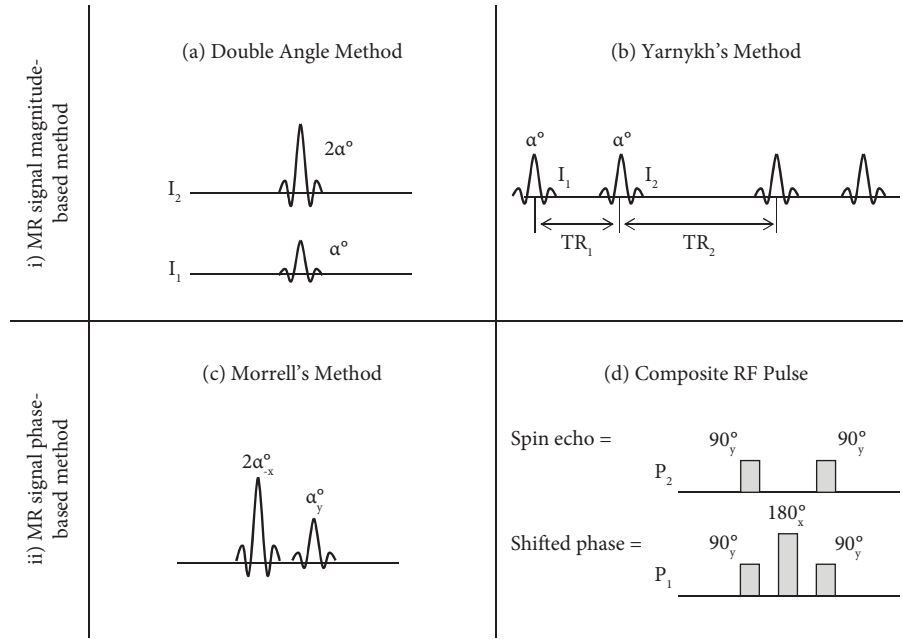 i) MR signal magnitude-
based method
(a) Double Angle Method
2α°
I₂
α°
I₁
(b) Yarnykh's Method
α°
α°
I₁
I₂
TR₁
TR₂
ii) MR signal phase-
based method
(c) Morrell's Method
2α°₋ₓ
α°y
(d) Composite RF Pulse
Spin echo =
90°y
90°y
P₂
180°ₓ
Shifted phase =
90°y
90°y
P₁